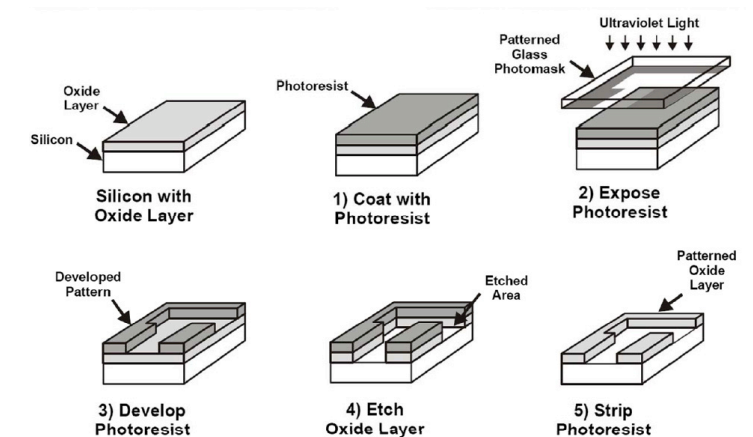 Oxide
Layer
Silicon
Silicon with
Oxide Layer
Photoresist
1) Coat with
Photoresist
Ultraviolet Light
Patterned
Glass
Photomask
2) Expose
Photoresist
Developed
Pattern
3) Develop
Photoresist
Etched
Area
4) Etch
Oxide Layer
Patterned
Oxide
Layer
5) Strip
Photoresist